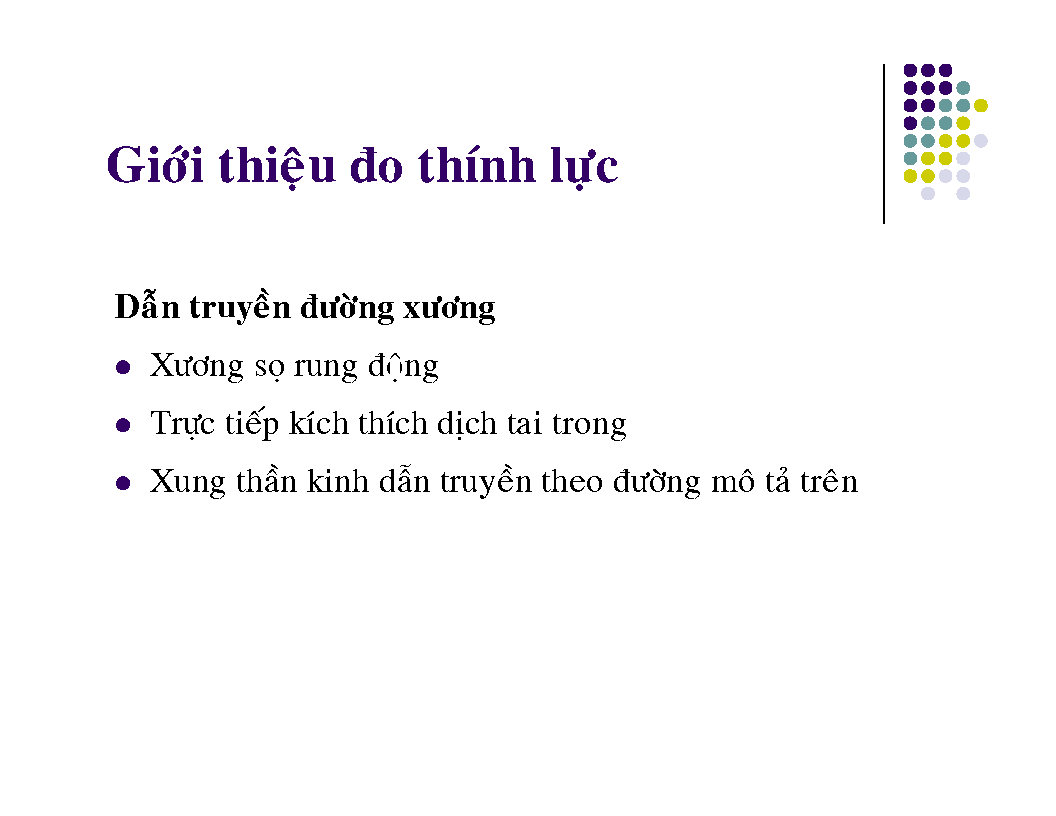 Giới thiệu đo thính lực
Dẫn truyền đường xương
Xương sọ rung động
Trực tiếp kích thích dịch tai trong
Xung thần kinh dẫn truyền theo đường mô tả trên